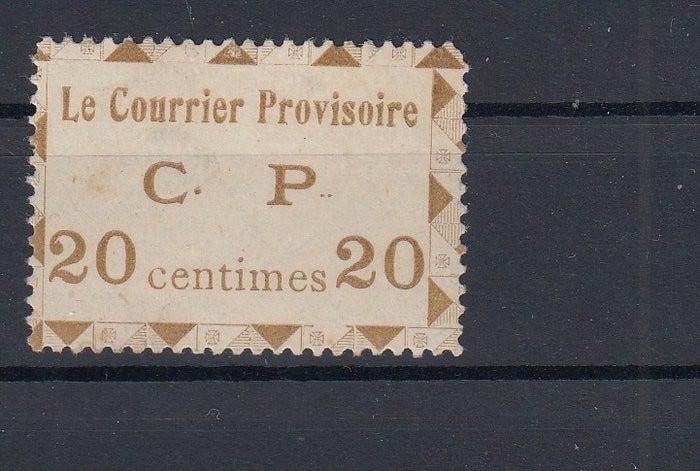 Le Courrier Provisoire
C. P.
20 centimes 20